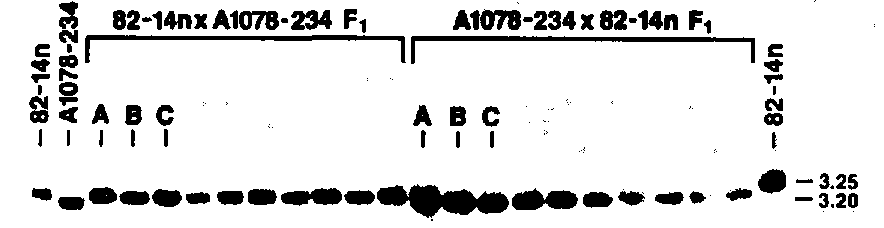 82-14n x A1078-234 F1
A1078-234 x 82-14n F1
82-14n
A1078-234
A B C
A B C
82-14n
3.25
3.20